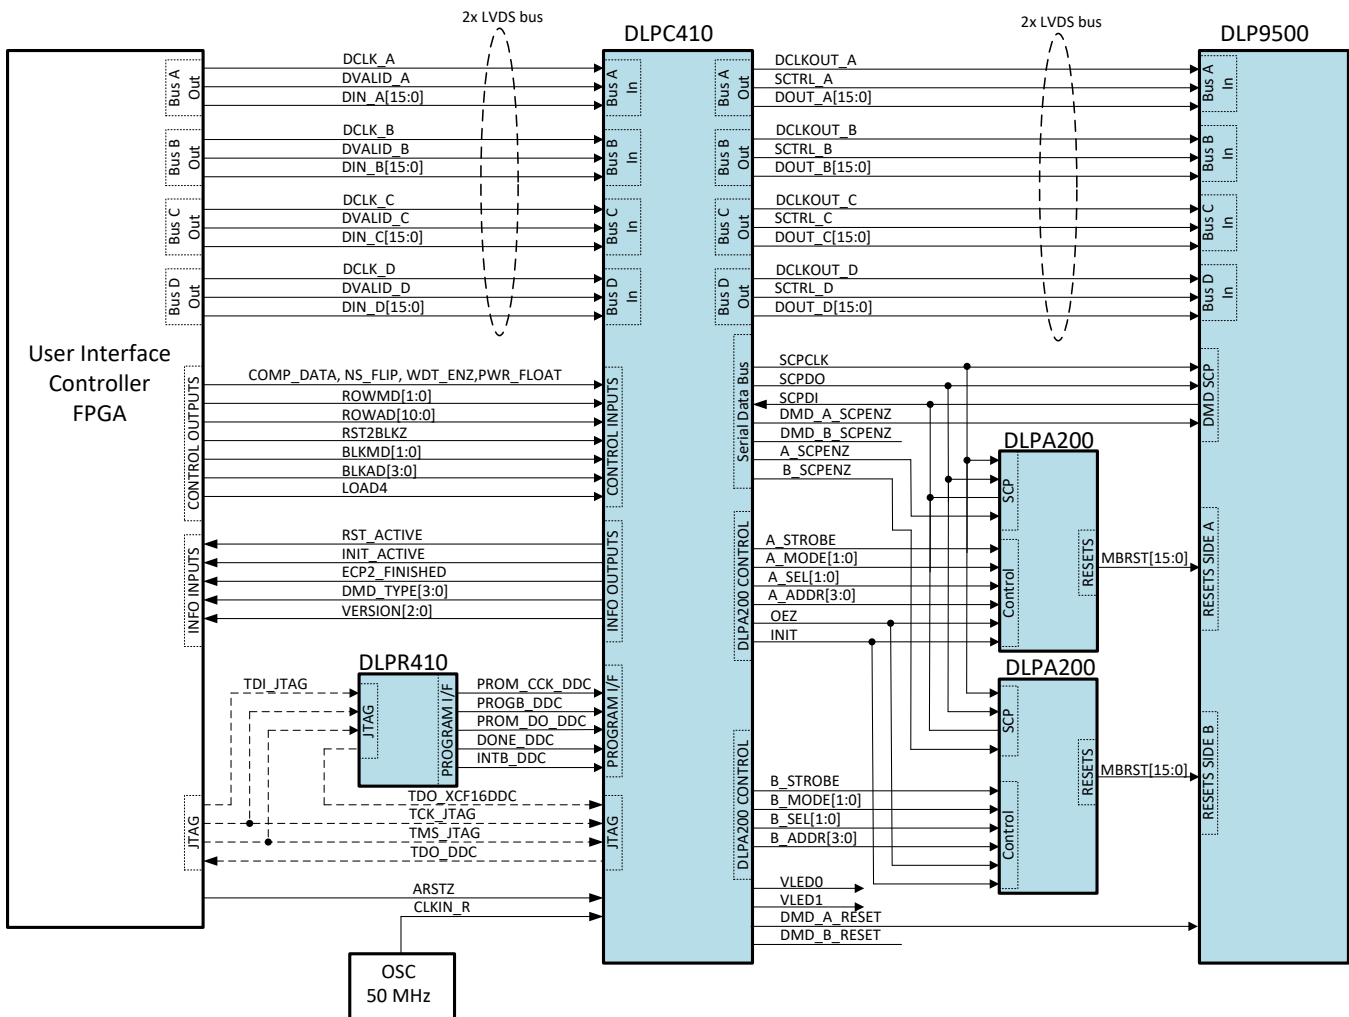 2x LVDS bus
2x LVDS bus
DLPC410
DLP9500
User Interface
Controller
FPGA
Bus A
Out
Bus B
Out
Bus C
Out
Bus D
Out
CONTROL OUTPUTS
INFO INPUTS
JTAG
DCLK_A
DVALID_A
DIN_A[15:0]
DCLK_B
DVALID_B
DIN_B[15:0]
DCLK_C
DVALID_C
DIN_C[15:0]
DCLK_D
DVALID_D
DIN_D[15:0]
COMP_DATA, NS_FLIP, WDT_ENZ,PWR_FLOAT
ROWMD[1:0]
ROWAD[10:0]
RST2BLKZ
BLKMD[1:0]
BLKAD[3:0]
LOAD4
RST_ACTIVE
INIT_ACTIVE
ECP2_FINISHED
DMD_TYPE[3:0]
VERSION[2:0]
DLPR410
TDI_JTAG
JTAG
PROGRAM I/F
PROM_CCK_DDC
PROGB_DDC
PROM_DO_DDC
DONE_DDC
INTB_DDC
TDO_XCF16DDC
TCK_JTAG
TMS_JTAG
TDO_DDC
ARSTZ
CLKIN_R
OSC
50 MHz
Bus A
In
Bus B
In
Bus C
In
Bus D
In
CONTROL INPUTS
INFO OUTPUTS
PROGRAM I/F
JTAG
Bus A
Out
Bus B
Out
Bus C
Out
Bus D
Out
Serial Data Bus
DLPA200 CONTROL
DLPA200 CONTROL
DCLKOUT_A
SCTRL_A
DOUT_A[15:0]
DCLKOUT_B
SCTRL_B
DOUT_B[15:0]
DCLKOUT_C
SCTRL_C
DOUT_C[15:0]
DCLKOUT_D
SCTRL_D
DOUT_D[15:0]
SCPCLK
SCPDO
SCPDI
DMD_A_SCPENZ
DMD_B_SCPENZ
A_SCPENZ
B_SCPENZ
A_STROBE
A_MODE[1:0]
A_SEL[1:0]
A_ADDR[3:0]
OEZ
INIT
B_STROBE
B_MODE[1:0]
B_SEL[1:0]
B_ADDR[3:0]
VLED0
VLED1
DMD_A_RESET
DMD_B_RESET
DLPA200
SCP
Control
RESETS
MBRST[15:0]
DLPA200
SCP
Control
RESETS
MBRST[15:0]
Bus A
In
Bus B
In
Bus C
In
Bus D
In
DMD SCP
RESETS SIDE A
RESETS SIDE B